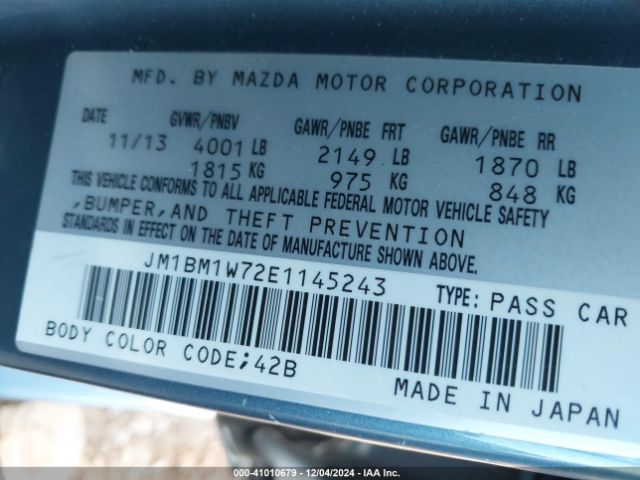 MFD. BY MAZDA MOTOR CORPORATION
DATE GVWR/PNBV GAWR/PNBE FRT GAWR/PNBE RR
11/13 4001 LB 2149 LB 1870 LB
1815 KG 975 KG 848 KG
THIS VEHICLE CONFORMS TO ALL APPLICABLE FEDERAL MOTOR VEHICLE SAFETY
,BUMPER,AND THEFT PREVENTION
STANDARDS IN EFFECT ON THE DATE OF MANUFACTURE SHOWN ABOVE.
JM1BM1W72E1145243 TYPE: PASS CAR
BODY COLOR CODE;42B
MADE IN JAPAN
000-41010679 - 12/04/2024 - IAA Inc.